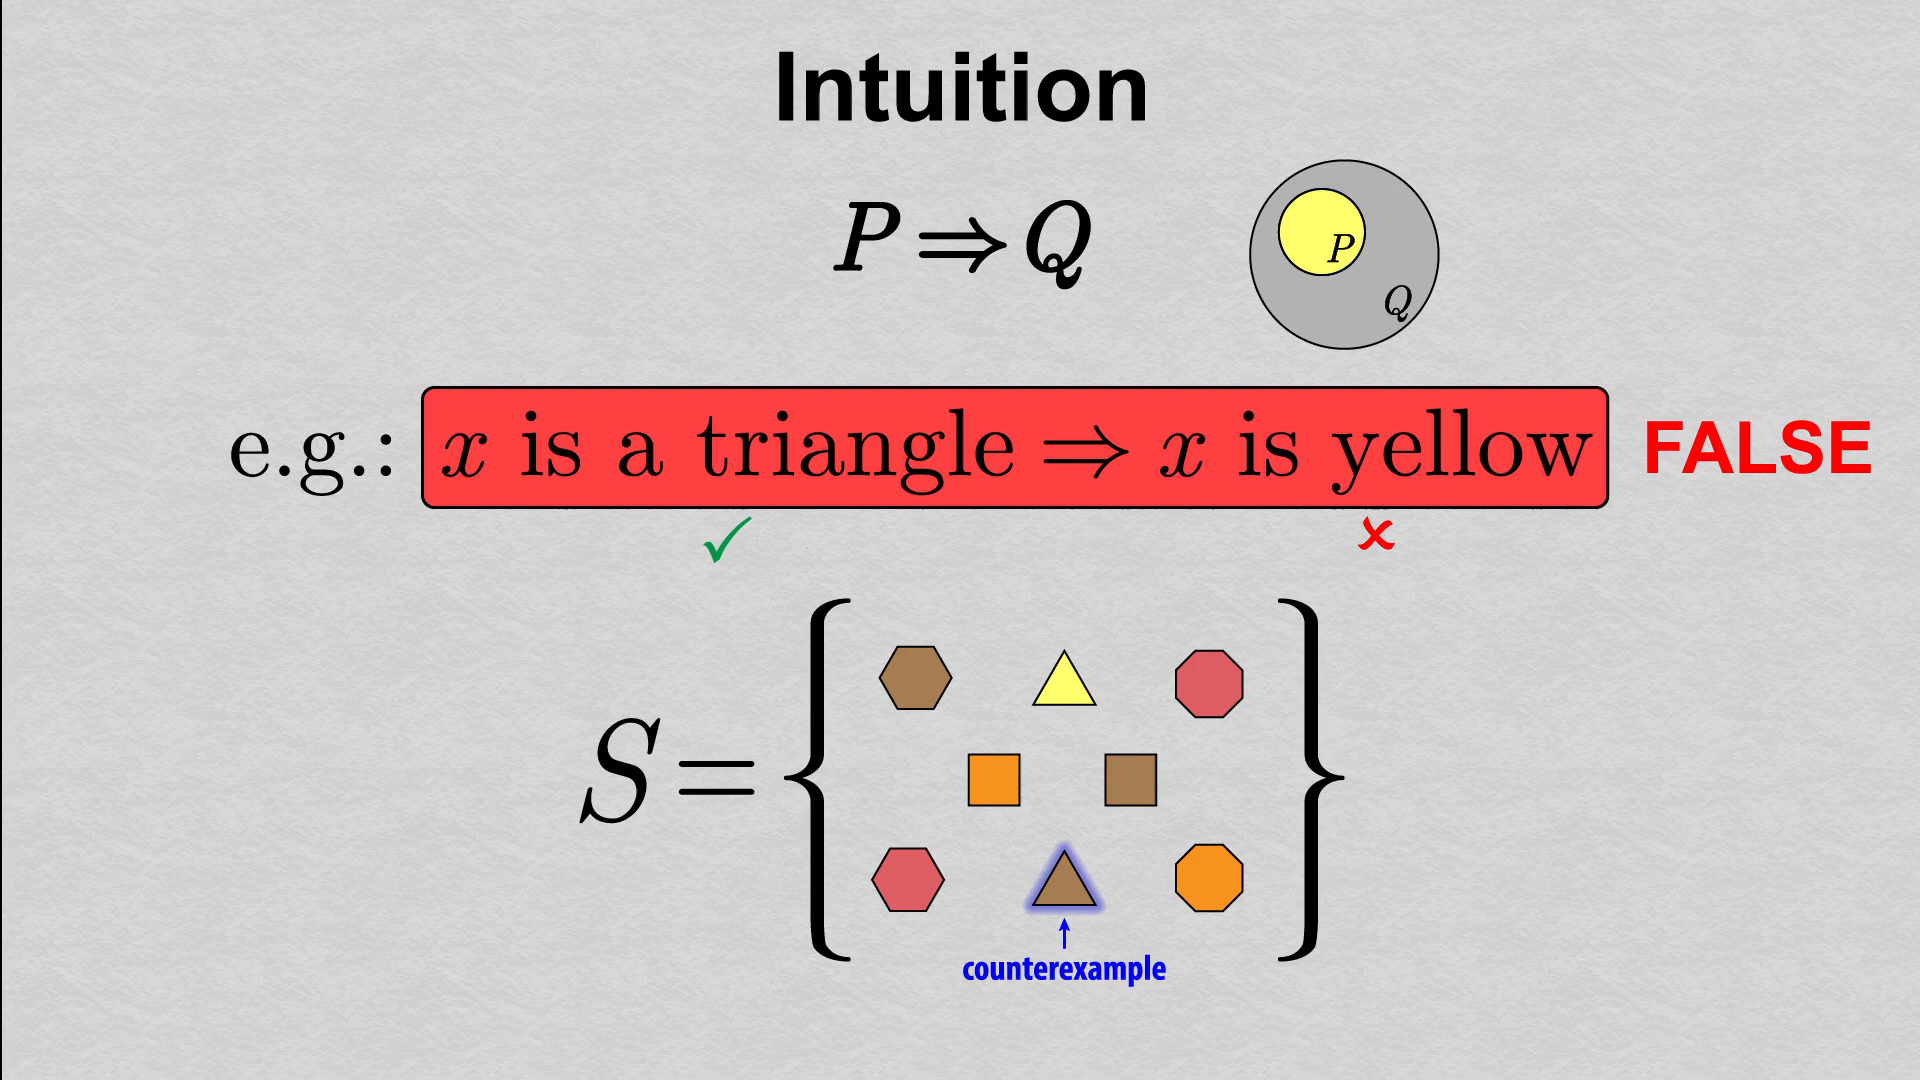 Intuition
P ⇒ Q
P
Q
e.g.: x is a triangle ⇒ x is yellow FALSE
S = { }
counterexample